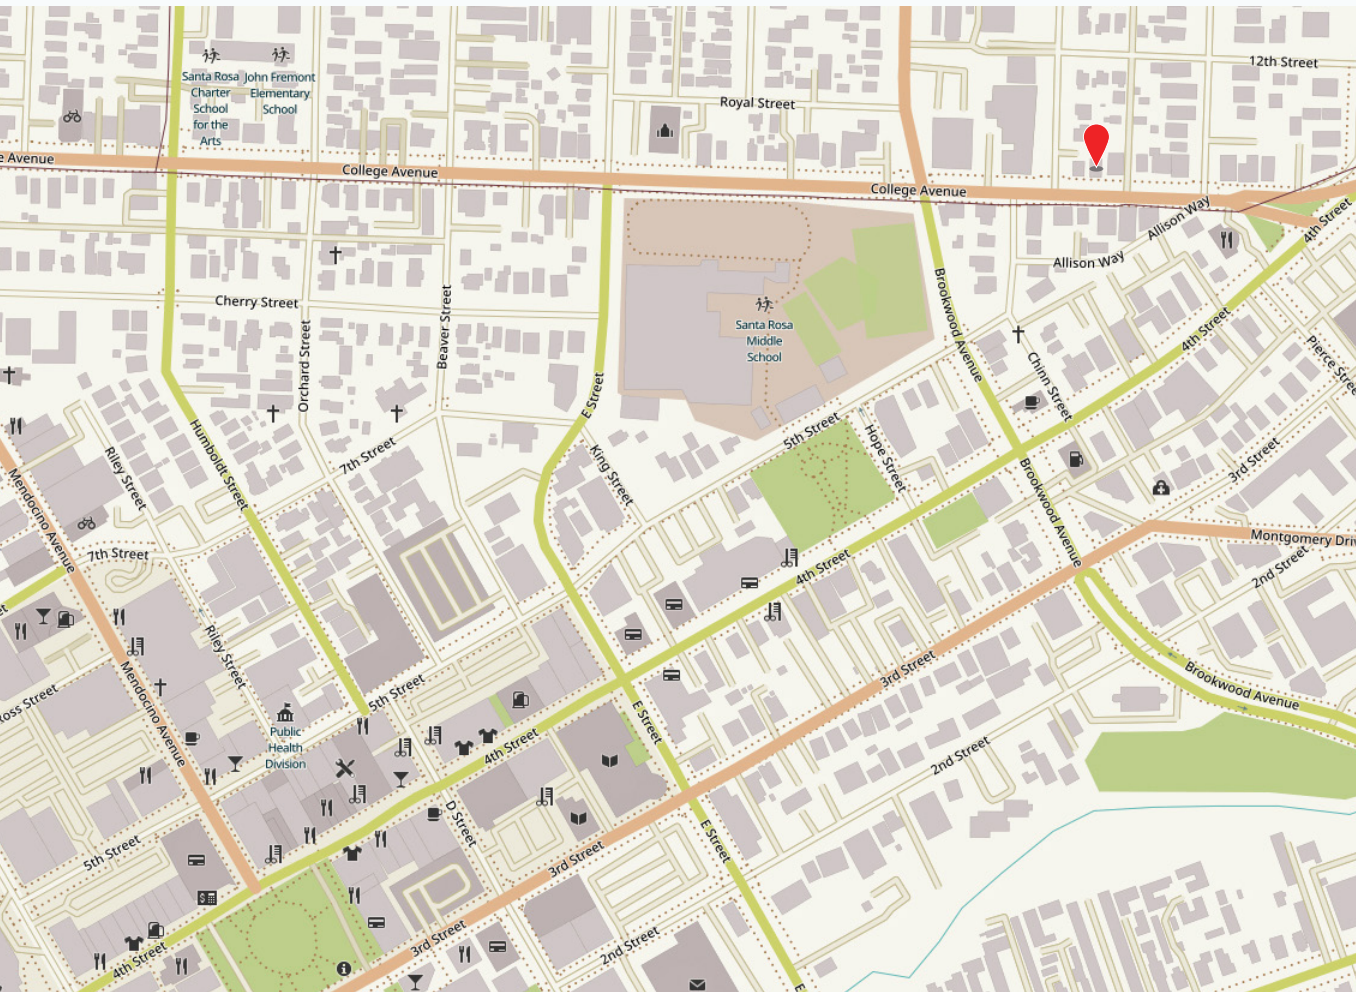 12th Street
Santa Rosa
Charter
School
for the
Arts
John Fremont
Elementary
School
Royal Street
e Avenue
College Avenue
College Avenue
Allison Way
4th Street
Allison Way
Brookwood Avenue
Cherry Street
Beaver Street
Orchard Street
Santa Rosa
Middle
School
4th Street
Pierce Stree
Chinn Street
E Street
5th Street
Hope Street
Humboldt Street
7th Street
Riley Street
King Street
3rd Street
Mendocino Avenue
Brookwood Avenue
7th Street
Montgomery Driv
2nd Street
et
4th Street
Riley Street
Mendocino Avenue
3rd Street
Brookwood Avenue
oss Street
5th Street
Public
Health
Division
E Street
4th Street
2nd Street
D Street
E Street
5th Street
3rd Street
3rd Street
2nd Street
4th Street
E